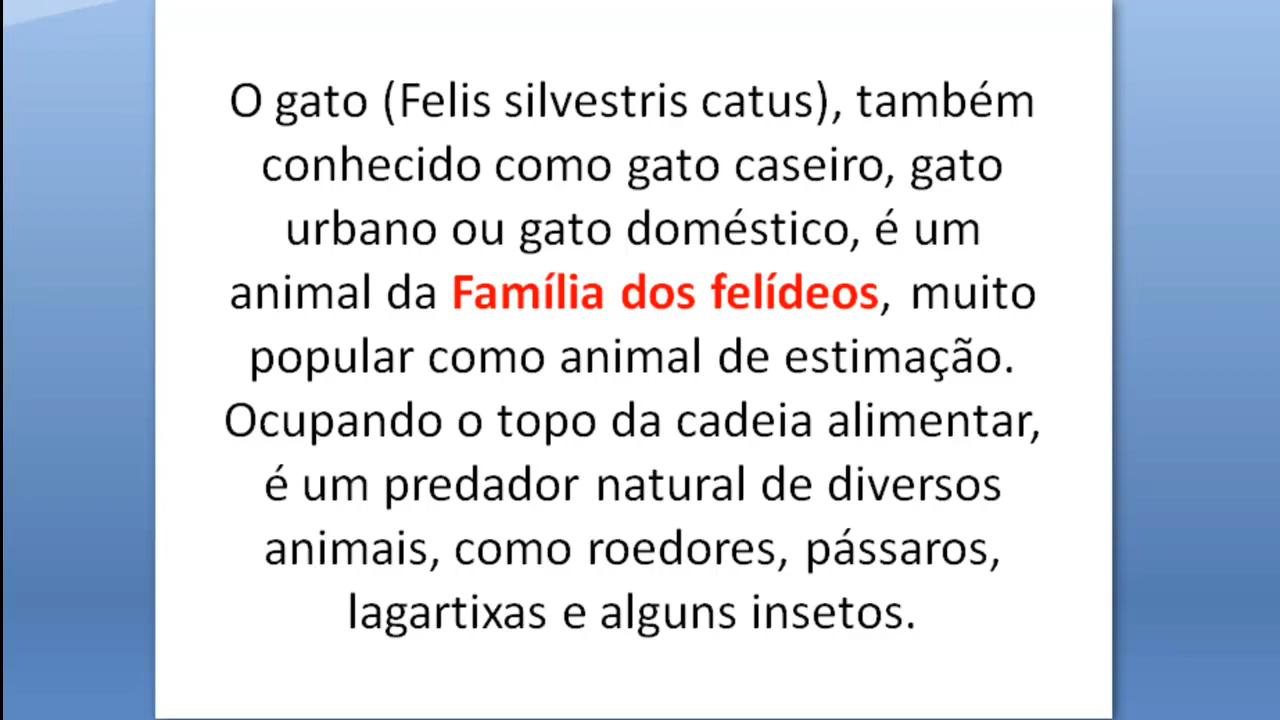 O gato (Felis silvestris catus), também
conhecido como gato caseiro, gato
urbano ou gato doméstico, é um
animal da Família dos felídeos, muito
popular como animal de estimação.
Ocupando o topo da cadeia alimentar,
é um predador natural de diversos
animais, como roedores, pássaros,
lagartixas e alguns insetos.